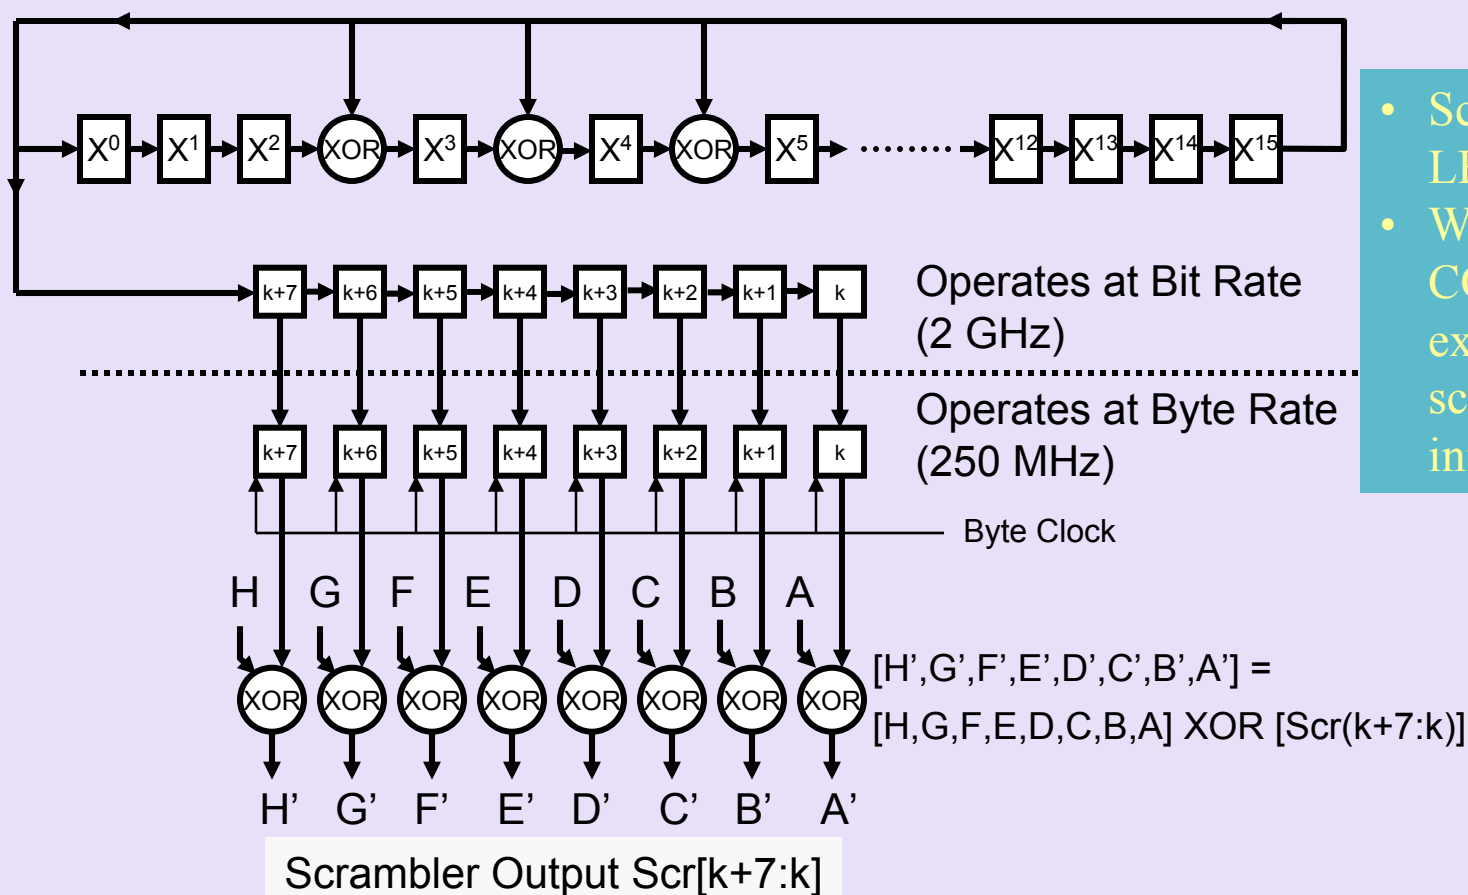 X⁰ X¹ X² XOR X³ XOR X⁴ XOR X⁵ X¹² X¹³ X¹⁴ X¹⁵
k+7 k+6 k+5 k+4 k+3 k+2 k+1 k
Operates at Bit Rate
(2 GHz)
Operates at Byte Rate
(250 MHz)
k+7 k+6 k+5 k+4 k+3 k+2 k+1 k
Byte Clock
H G F E D C B A
XOR XOR XOR XOR XOR XOR XOR XOR
[H’,G’,F’,E’,D’,C’,B’,A’] =
[H,G,F,E,D,C,B,A] XOR [Scr(k+7:k)]
H’ G’ F’ E’ D’ C’ B’ A’
Scrambler Output Scr[k+7:k]